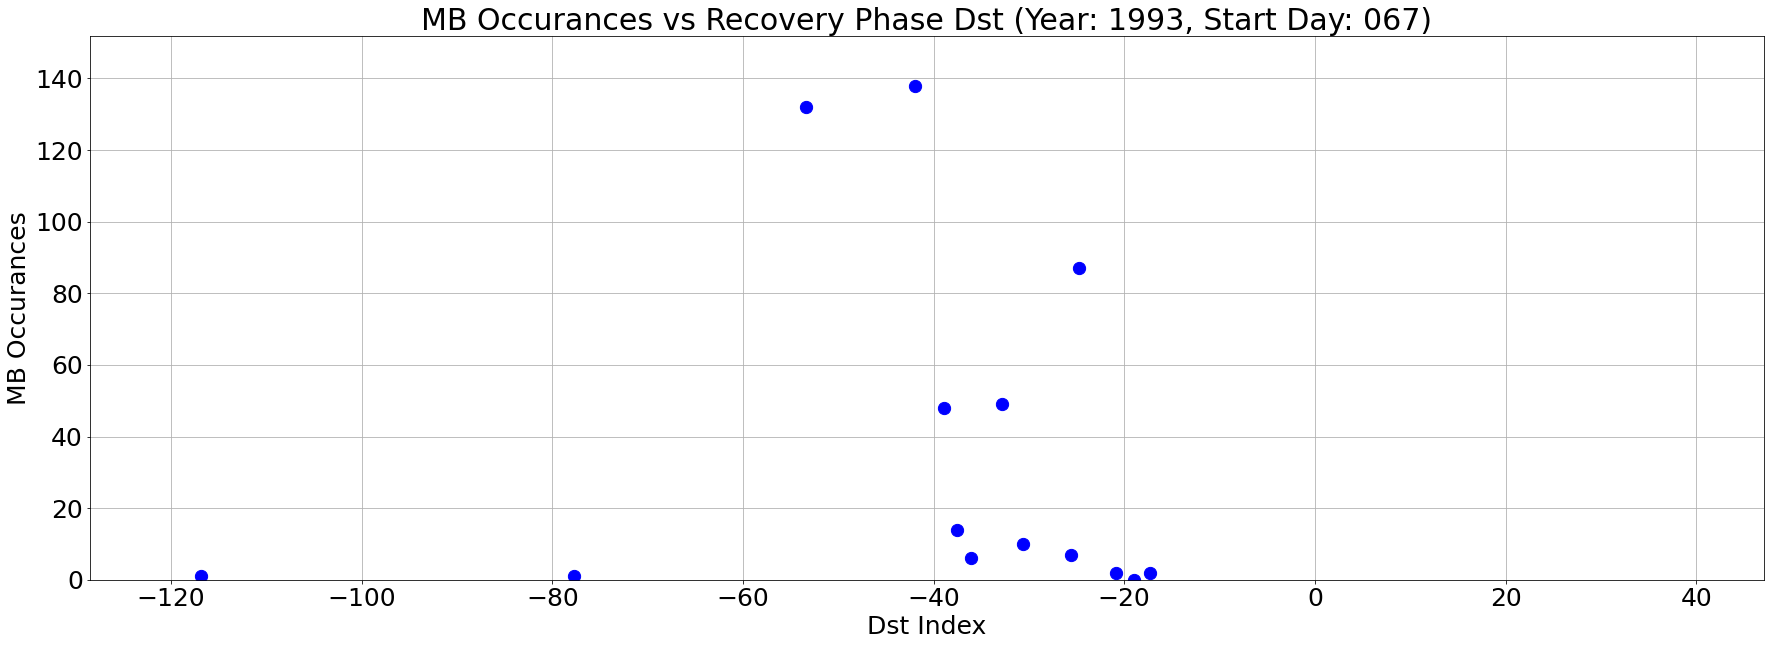 MB Occurances vs Recovery Phase Dst (Year: 1993, Start Day: 067)
MB Occurances
140
120
100
80
60
40
20
0
−120 −100 −80 −60 −40 −20 0 20 40
Dst Index